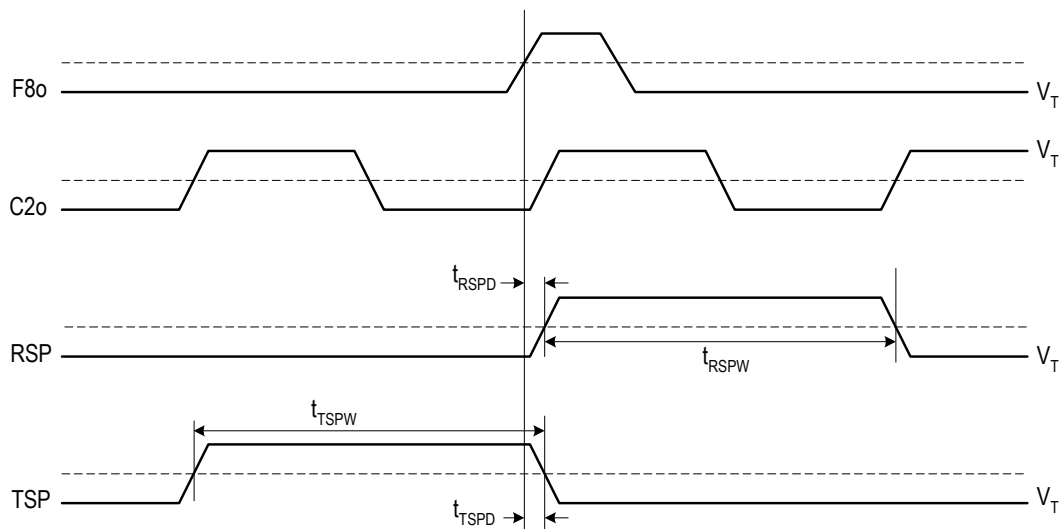 F8o
V_T
V_T
C2o
t_RSPD
RSP
t_RSPW
V_T
t_TSPW
TSP
t_TSPD
V_T